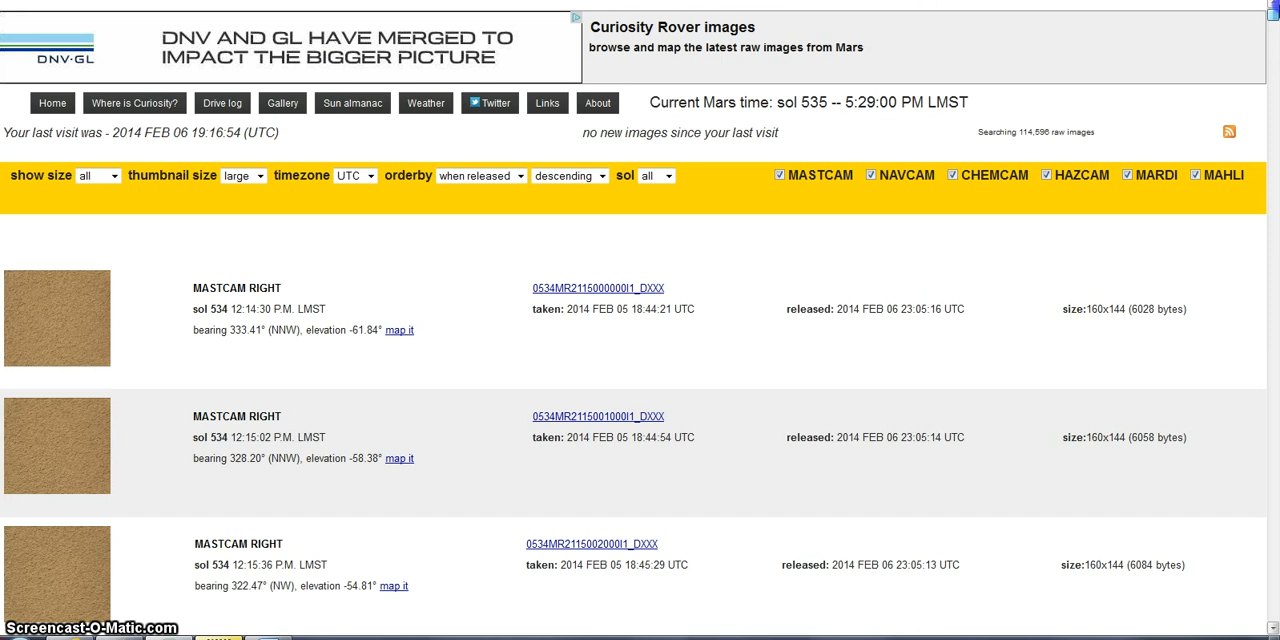 DNV·GL
DNV AND GL HAVE MERGED TO
IMPACT THE BIGGER PICTURE
Curiosity Rover images
browse and map the latest raw images from Mars
Home Where is Curiosity? Drive log Gallery Sun almanac Weather Twitter Links About
Current Mars time: sol 535 -- 5:29:00 PM LMST
Your last visit was - 2014 FEB 06 19:16:54 (UTC)
no new images since your last visit
Searching 114,596 raw images
show size all thumbnail size large timezone UTC orderby when released descending sol all MASTCAM NAVCAM CHEMCAM HAZCAM MARDI MAHLI
MASTCAM RIGHT 0534MR2115000000I1_DXXX
sol 534 12:14:30 P.M. LMST taken: 2014 FEB 05 18:44:21 UTC released: 2014 FEB 06 23:05:16 UTC size:160x144 (6028 bytes)
bearing 333.41° (NNW), elevation -61.84° map it
MASTCAM RIGHT 0534MR2115001000I1_DXXX
sol 534 12:15:02 P.M. LMST taken: 2014 FEB 05 18:44:54 UTC released: 2014 FEB 06 23:05:14 UTC size:160x144 (6058 bytes)
bearing 328.20° (NNW), elevation -58.38° map it
MASTCAM RIGHT 0534MR2115002000I1_DXXX
sol 534 12:15:36 P.M. LMST taken: 2014 FEB 05 18:45:29 UTC released: 2014 FEB 06 23:05:13 UTC size:160x144 (6084 bytes)
bearing 322.47° (NW), elevation -54.81° map it
Screencast-O-Matic.com